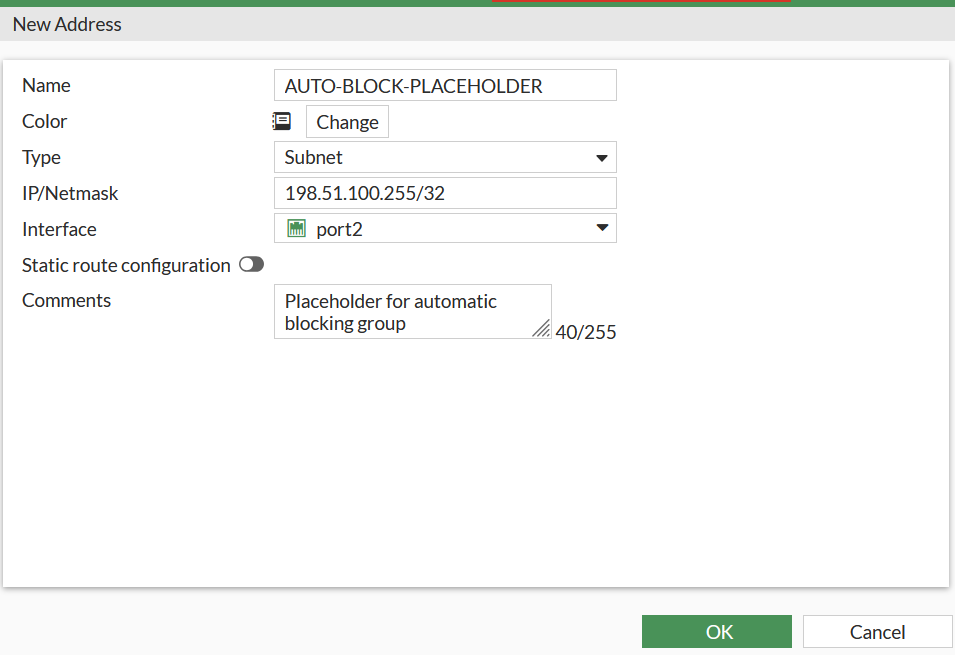 New Address
Name AUTO-BLOCK-PLACEHOLDER
Color Change
Type Subnet
IP/Netmask 198.51.100.255/32
Interface port2
Static route configuration
Comments Placeholder for automatic
blocking group
40/255
OK Cancel